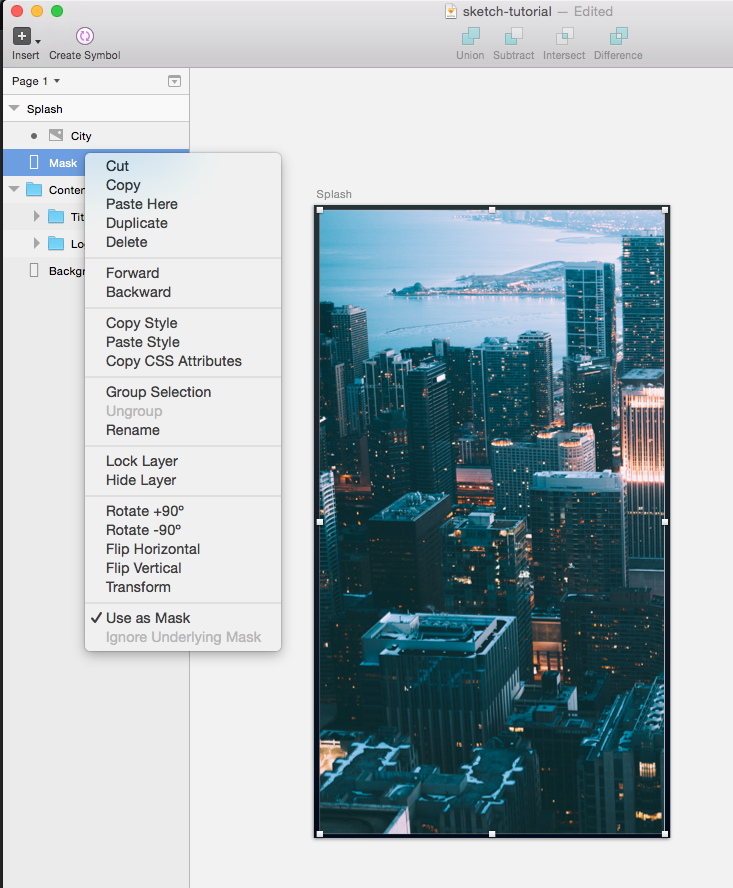 sketch-tutorial — Edited
Insert
Create Symbol
Union
Subtract
Intersect
Difference
Page 1
Splash
City
Mask
Conten
Tit
Lo
Backgr
Cut
Copy
Paste Here
Duplicate
Delete
Forward
Backward
Copy Style
Paste Style
Copy CSS Attributes
Group Selection
Ungroup
Rename
Lock Layer
Hide Layer
Rotate +90º
Rotate -90º
Flip Horizontal
Flip Vertical
Transform
✓ Use as Mask
Ignore Underlying Mask
Splash